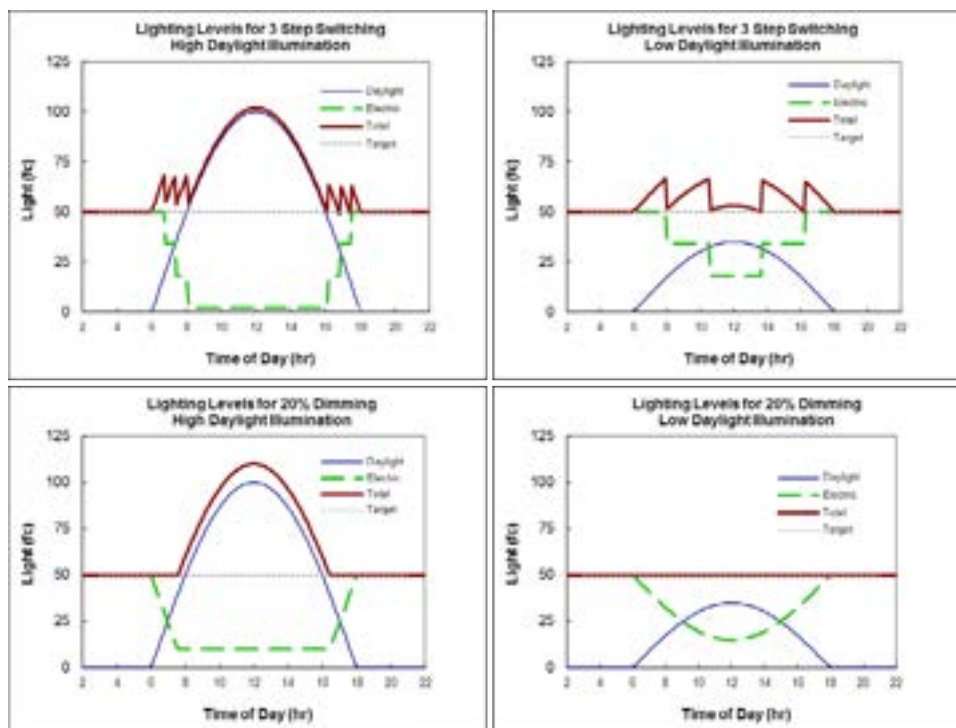 Lighting Levels for 3 Step Switching
High Daylight Illumination
125
100
75
50
25
0
Light (fc)
Daylight
Electric
Total
Target
2 4 6 8 10 12 14 16 18 20 22
Time of Day (hr)
Lighting Levels for 3 Step Switching
Low Daylight Illumination
125
100
75
50
25
0
Light (fc)
Daylight
Electric
Total
Target
2 4 6 8 10 12 14 16 18 20 22
Time of Day (hr)
Lighting Levels for 20% Dimming
High Daylight Illumination
125
100
75
50
25
0
Light (fc)
Daylight
Electric
Total
Target
2 4 6 8 10 12 14 16 18 20 22
Time of Day (hr)
Lighting Levels for 20% Dimming
Low Daylight Illumination
125
100
75
50
25
0
Light (fc)
Daylight
Electric
Total
Target
2 4 6 8 10 12 14 16 18 20 22
Time of Day (hr)